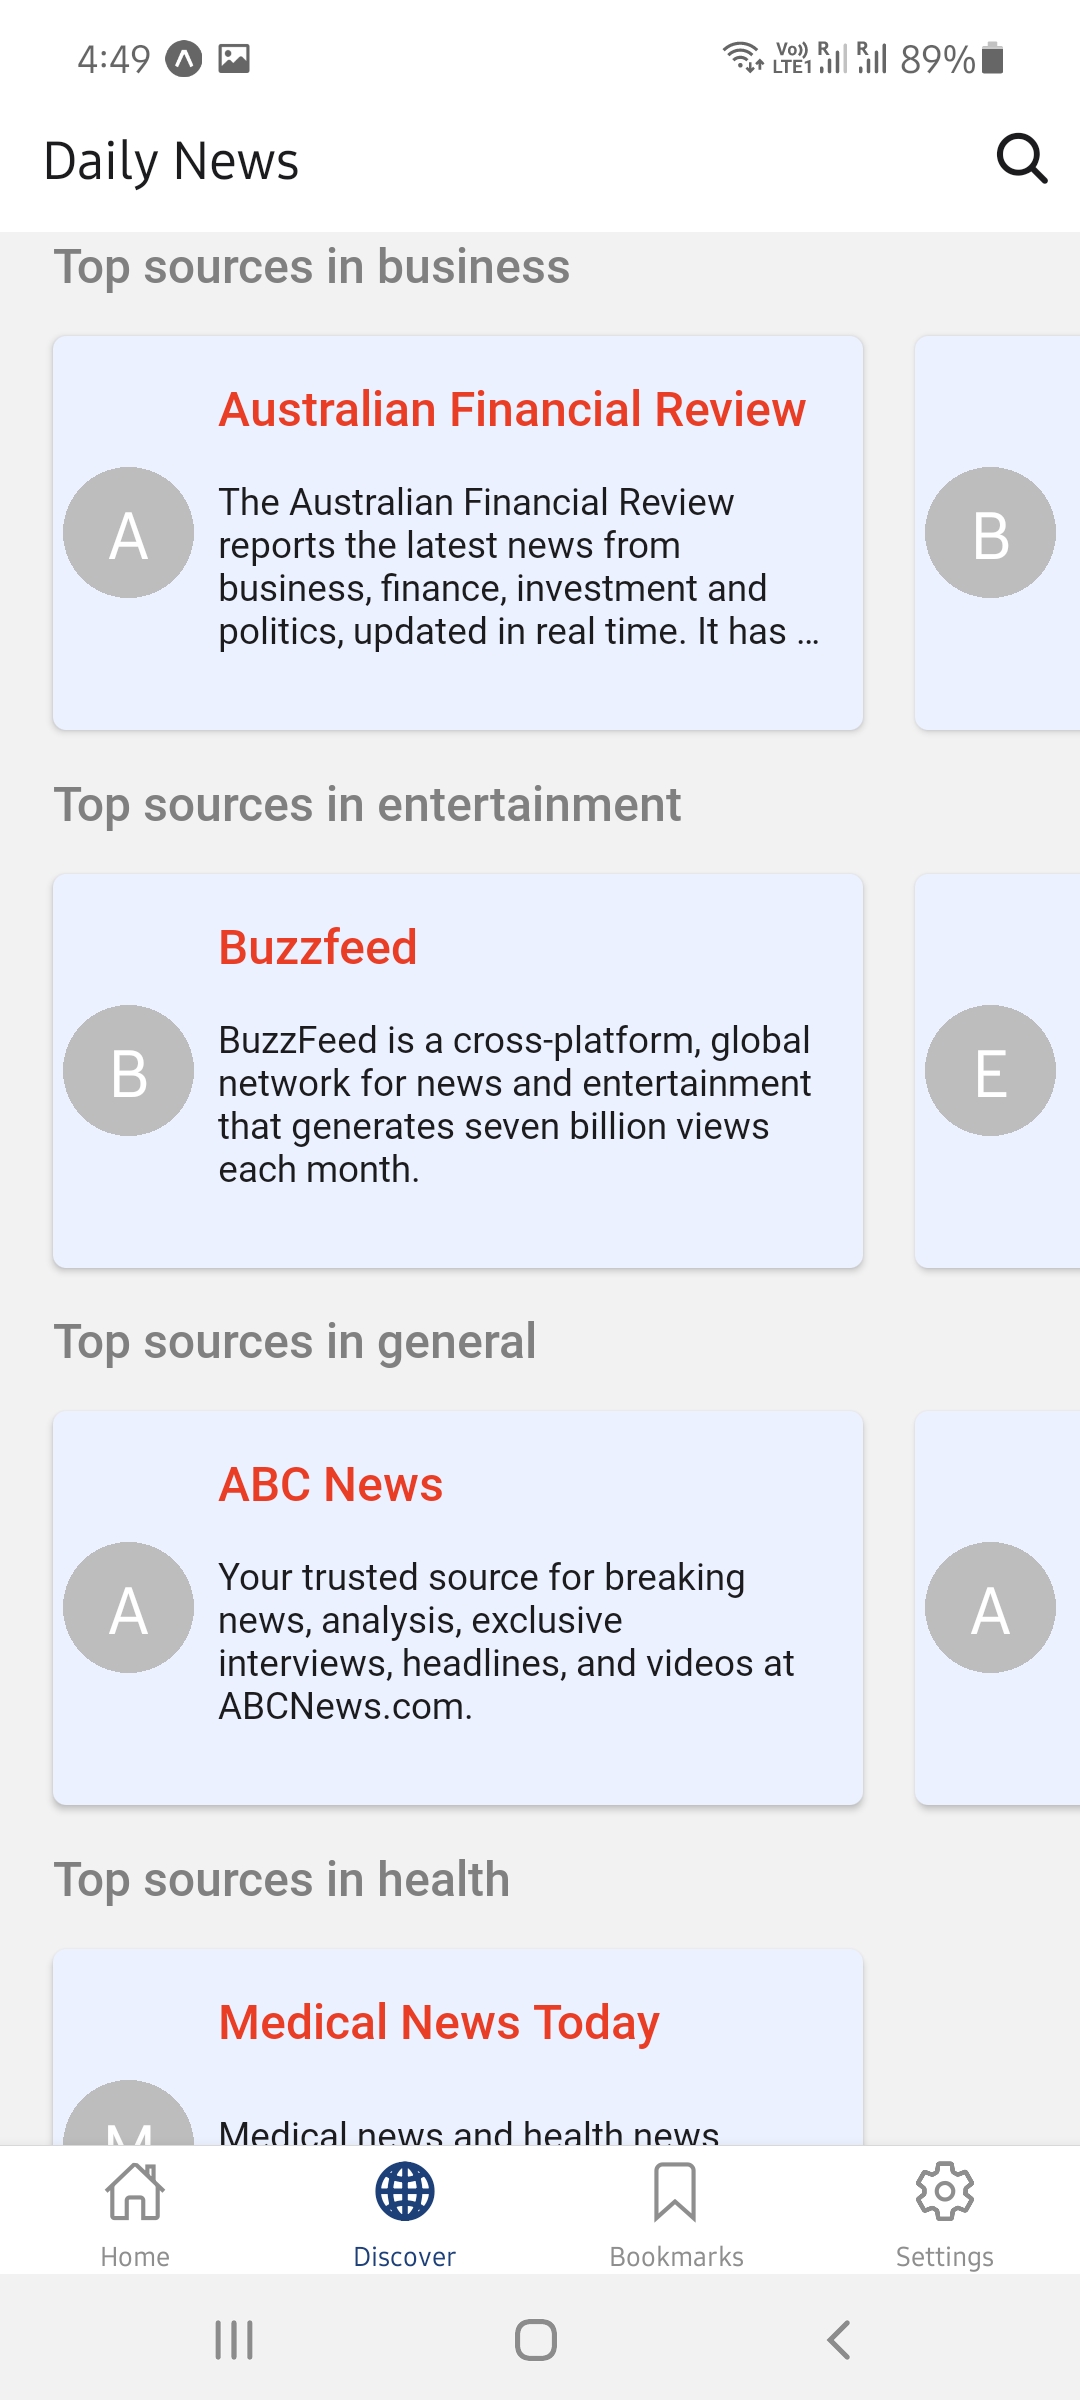 4:49
Vo)) LTE1 R R 89%
Daily News
Top sources in business
Australian Financial Review
The Australian Financial Review
reports the latest news from
business, finance, investment and
politics, updated in real time. It has ...
A
B
Top sources in entertainment
Buzzfeed
BuzzFeed is a cross-platform, global
network for news and entertainment
that generates seven billion views
each month.
B
E
Top sources in general
ABC News
Your trusted source for breaking
news, analysis, exclusive
interviews, headlines, and videos at
ABCNews.com.
A
A
Top sources in health
Medical News Today
Medical news and health news
M
Home
Discover
Bookmarks
Settings